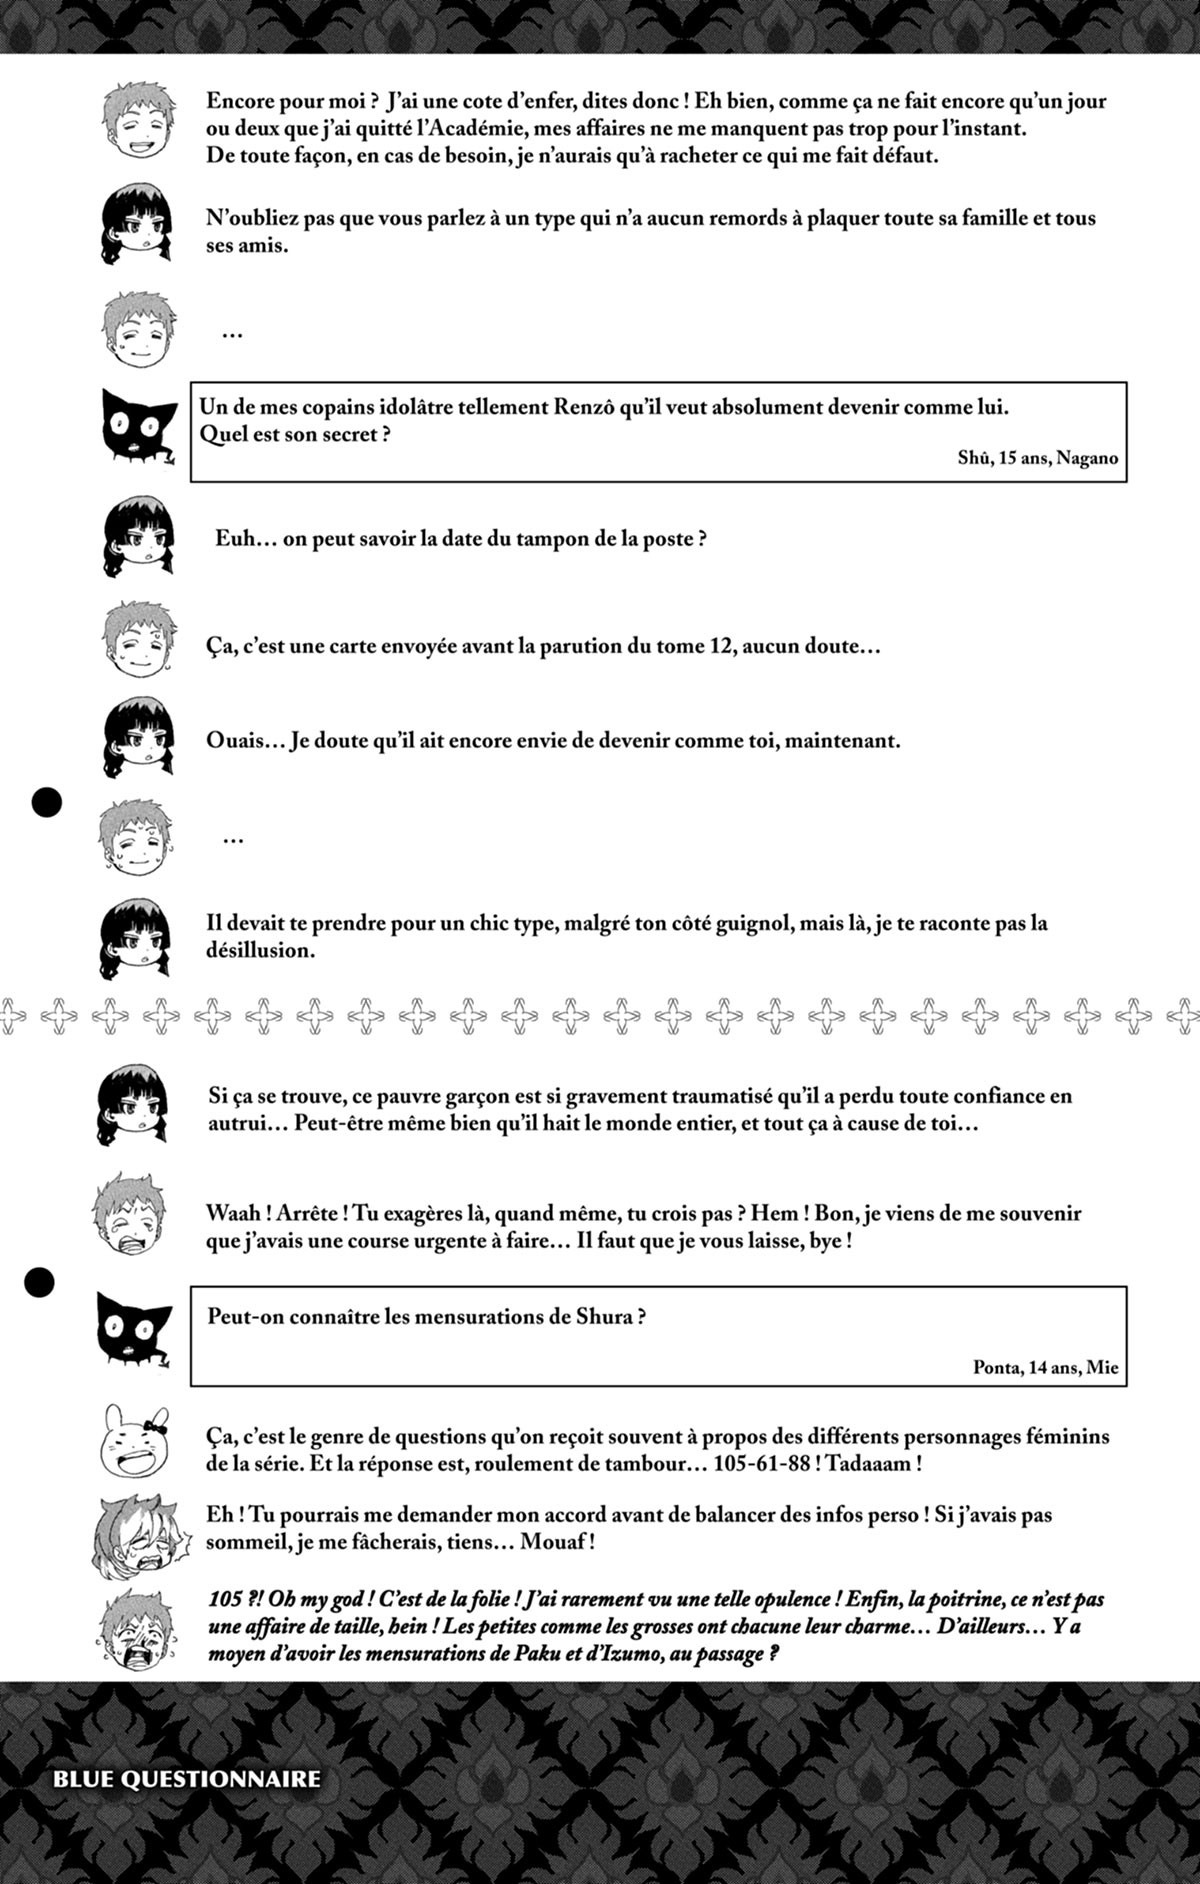 Encore pour moi ? J'ai une cote d'enfer, dites donc ! Eh bien, comme ça ne fait encore qu'un jour
ou deux que j'ai quitté l'Académie, mes affaires ne me manquent pas trop pour l'instant.
De toute façon, en cas de besoin, je n'aurais qu'à racheter ce qui me fait défaut.
N'oubliez pas que vous parlez à un type qui n'a aucun remords à plaquer toute sa famille et tous
ses amis.
…
Un de mes copains idolâtre tellement Renzô qu'il veut absolument devenir comme lui.
Quel est son secret ?
Shû, 15 ans, Nagano
Euh… on peut savoir la date du tampon de la poste ?
Ça, c'est une carte envoyée avant la parution du tome 12, aucun doute…
Ouais… Je doute qu'il ait encore envie de devenir comme toi, maintenant.
…
Il devait te prendre pour un chic type, malgré ton côté guignol, mais là, je te raconte pas la
désillusion.
Si ça se trouve, ce pauvre garçon est si gravement traumatisé qu'il a perdu toute confiance en
autrui… Peut-être même bien qu'il hait le monde entier, et tout ça à cause de toi…
Waah ! Arrête ! Tu exagères là, quand même, tu crois pas ? Hem ! Bon, je viens de me souvenir
que j'avais une course urgente à faire… Il faut que je vous laisse, bye !
Peut-on connaître les mensurations de Shura ?
Ponta, 14 ans, Mie
Ça, c'est le genre de questions qu'on reçoit souvent à propos des différents personnages féminins
de la série. Et la réponse est, roulement de tambour… 105-61-88 ! Tadaaam !
Eh ! Tu pourrais me demander mon accord avant de balancer des infos perso ! Si j'avais pas
sommeil, je me fâcherais, tiens… Mouaf !
105 ?! Oh my god ! C'est de la folie ! J'ai rarement vu une telle opulence ! Enfin, la poitrine, ce n'est pas
une affaire de taille, hein ! Les petites comme les grosses ont chacune leur charme… D'ailleurs… Y a
moyen d'avoir les mensurations de Paku et d'Izumo, au passage ?
BLUE QUESTIONNAIRE